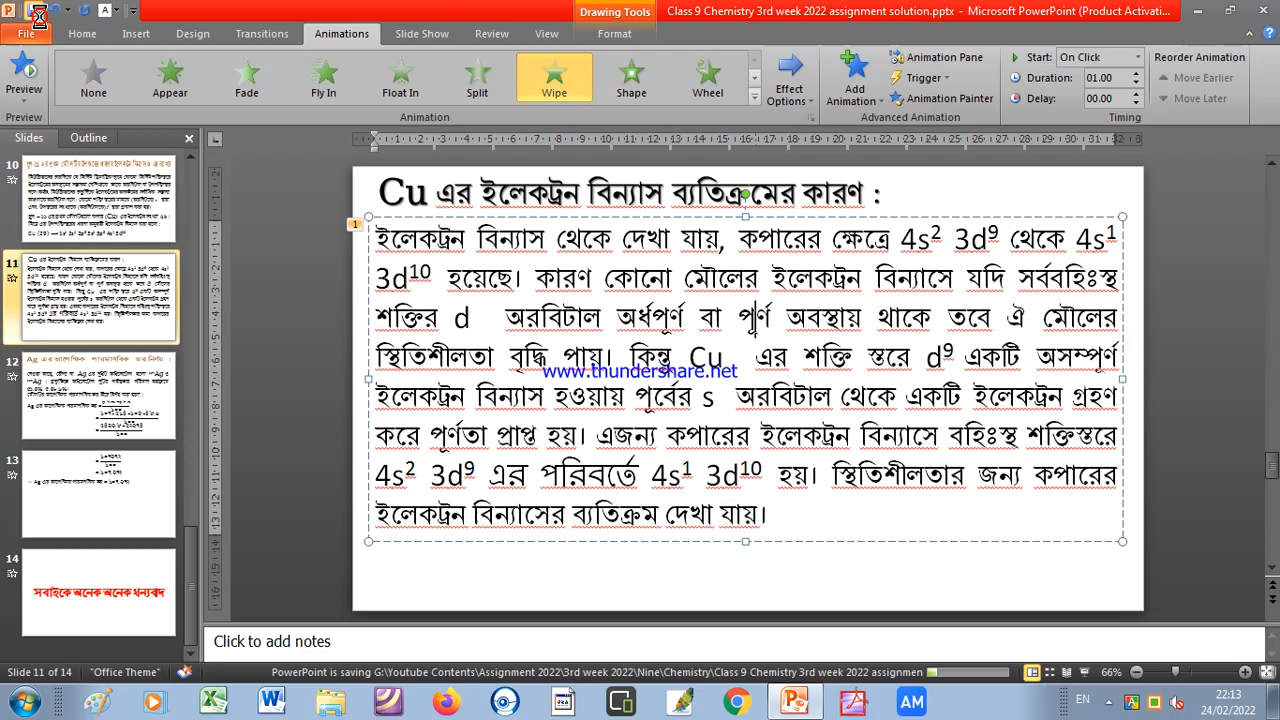 Drawing Tools
Class 9 Chemistry 3rd week 2022 assignment solution.pptx - Microsoft PowerPoint (Product Activati...
File Home Insert Design Transitions Animations Slide Show Review View Format
Preview None Appear Fade Fly In Float In Split Wipe Shape Wheel Effect Options Add Animation
Animation Pane
Trigger
Animation Painter
Start: On Click
Duration: 01.00
Delay: 00.00
Reorder Animation
Move Earlier
Move Later
Preview Animation Advanced Animation Timing
Slides Outline
10
11
12
13
14
সবাইকে অনেক অনেক ধন্যবাদ
Cu এর ইলেকট্রন বিন্যাস ব্যতিক্রমের কারণ :
1
ইলেকট্রন বিন্যাস থেকে দেখা যায়, কপারের ক্ষেত্রে 4s² 3d⁹ থেকে 4s¹
3d¹⁰ হয়েছে। কারণ কোনো মৌলের ইলেকট্রন বিন্যাসে যদি সর্ববহিঃস্থ
শক্তির d অরবিটাল অর্ধপূর্ণ বা পূর্ণ অবস্থায় থাকে তবে ঐ মৌলের
স্থিতিশীলতা বৃদ্ধি পায়। কিন্তু Cu এর শক্তি স্তরে d⁹ একটি অসম্পূর্ণ
www.thundershare.net
ইলেকট্রন বিন্যাস হওয়ায় পূর্বের s অরবিটাল থেকে একটি ইলেকট্রন গ্রহণ
করে পূর্ণতা প্রাপ্ত হয়। এজন্য কপারের ইলেকট্রন বিন্যাসে বহিঃস্থ শক্তিস্তরে
4s² 3d⁹ এর পরিবর্তে 4s¹ 3d¹⁰ হয়। স্থিতিশীলতার জন্য কপারের
ইলেকট্রন বিন্যাসের ব্যতিক্রম দেখা যায়।
Click to add notes
Slide 11 of 14 "Office Theme" PowerPoint is saving G:\Youtube Contents\Assignment 2022\3rd week 2022\Nine\Chemistry\Class 9 Chemistry 3rd week 2022 assignmen 66%
EN 22:13
24/02/2022